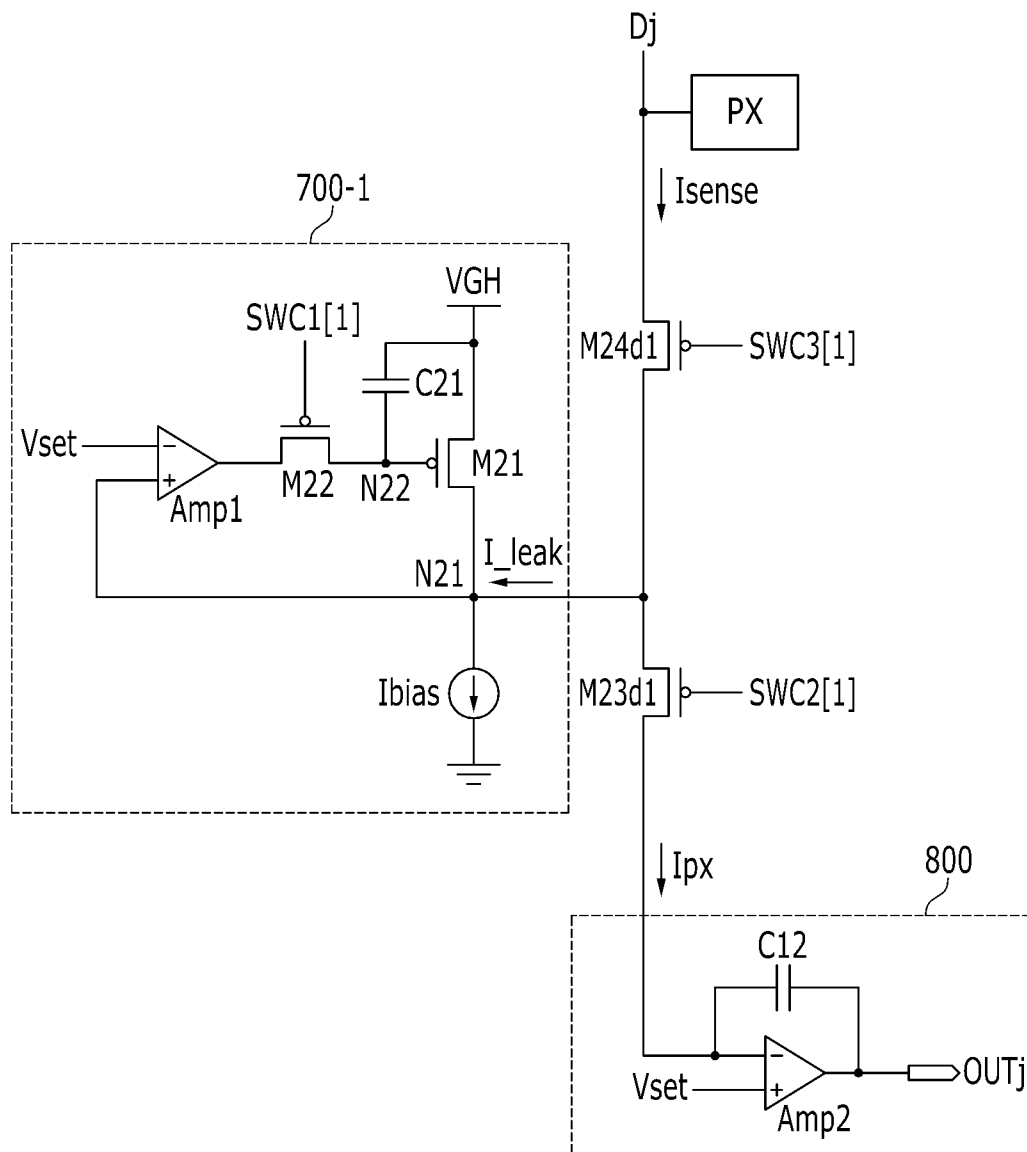 Dj
PX
Isense
700-1
VGH
SWC1[1]
C21
M24d1
SWC3[1]
Vset
−
+
Amp1
M22
N22
M21
I_leak
N21
Ibias
M23d1
SWC2[1]
Ipx
800
C12
−
Vset
+
Amp2
OUTj